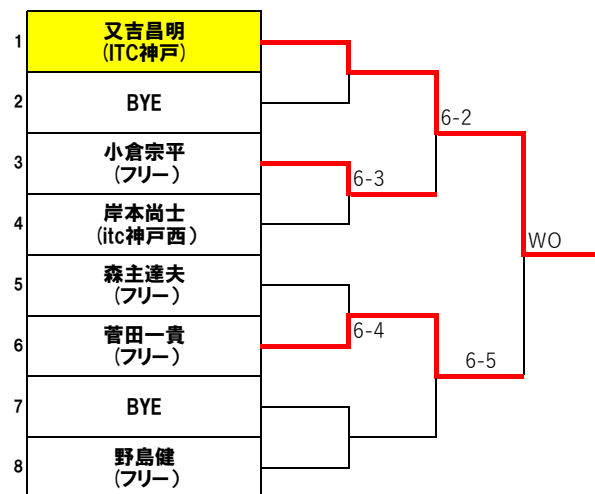 1
又吉昌明
(ITC神戸)
2
BYE
6-2
3
小倉宗平
(フリー)
6-3
4
岸本尚士
(itc神戸西)
WO
5
森主達夫
(フリー)
6
菅田一貴
(フリー)
6-4
6-5
7
BYE
8
野島健
(フリー)